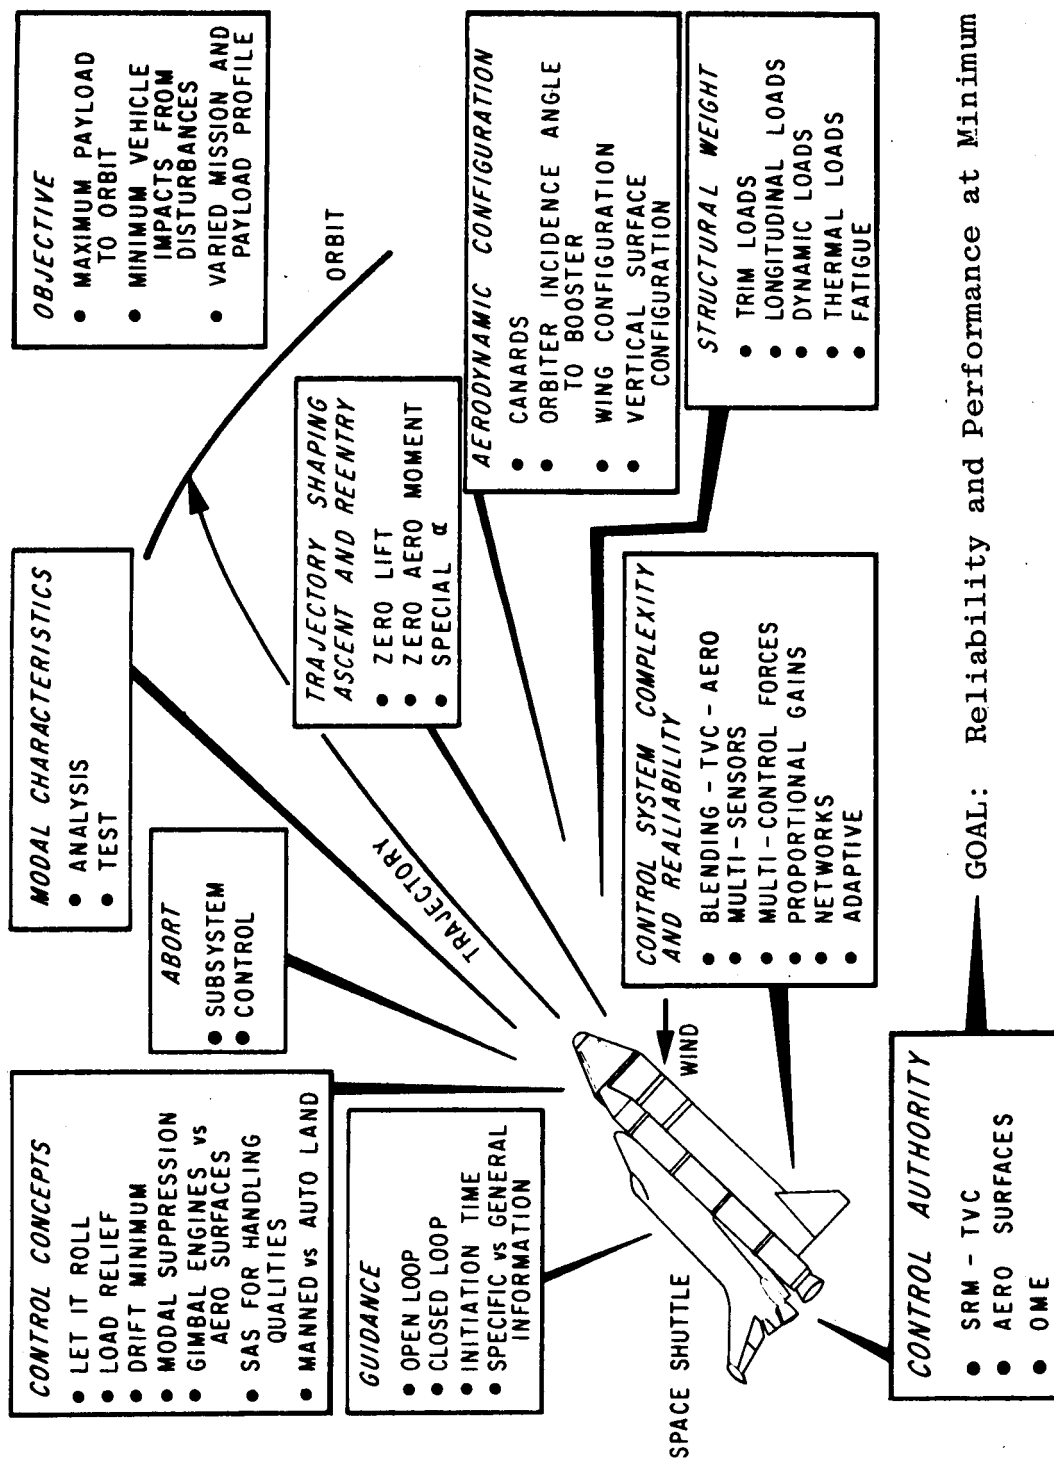 CONTROL CONCEPTS
• LET IT ROLL
• LOAD RELIEF
• DRIFT MINIMUM
• MODAL SUPPRESSION
• GIMBAL ENGINES vs
AERO SURFACES
• SAS FOR HANDLING
QUALITIES
• MAINNED vs AUTO LAND
ABORT
• SUBSYSTEM
• CONTROL
MODAL CHARACTERISTICS
• ANALYSIS
• TEST
OBJECTIVE
• MAXIMUM PAYLOAD
TO ORBIT
• MINIMUM VEHICLE
IMPACTS FROM
DISTURBANCES
• VARIED MISSION AND
PAYLOAD PROFILE
ORBIT
TRAJECTORY
TRAJECTORY SHAPING
ASCENT AND REENTRY
• ZERO LIFT
• ZERO AERO MOMENT
• SPECIAL α
GUIDANCE
• OPEN LOOP
• CLOSED LOOP
• INITIATION TIME
• SPECIFIC vs GENERAL
INFORMATION
AERODYNAMIC CONFIGURATION
• CANARDS
• ORBITER INCIDENCE ANGLE
TO BOOSTER
• WING CONFIGURATION
• VERTICAL SURFACE
CONFIGURATION
SPACE SHUTTLE
WIND
CONTROL SYSTEM COMPLEXITY
AND REALIABILITY
• BLENDING - TVC - AERO
• MULTI-SENSORS
• MULTI-CONTROL FORCES
• PROPORTIONAL GAINS
• NETWORKS
• ADAPTIVE
STRUCTURAL WEIGHT
• TRIM LOADS
• LONGITUDINAL LOADS
• DYNAMIC LOADS
• THERMAL LOADS
• FATIGUE
CONTROL AUTHORITY
• SRM - TVC
• AERO SURFACES
• OME
GOAL: Reliability and Performance at Minimum